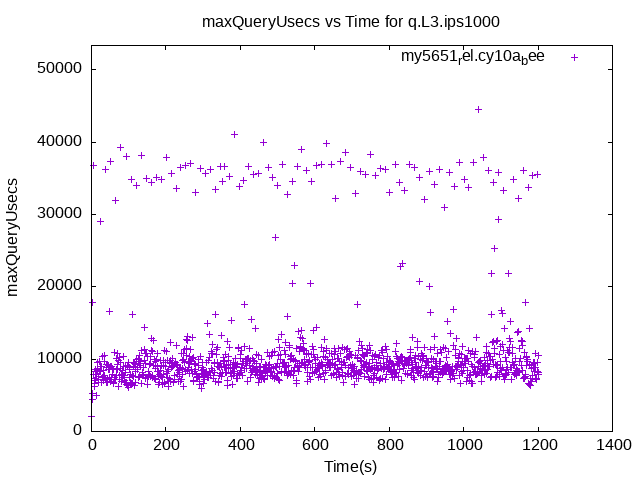 maxQueryUsecs vs Time for q.L3.ips1000
my5651rel.cy10abee
50000
40000
30000
20000
10000
0
maxQueryUsecs
0 200 400 600 800 1000 1200 1400
Time(s)